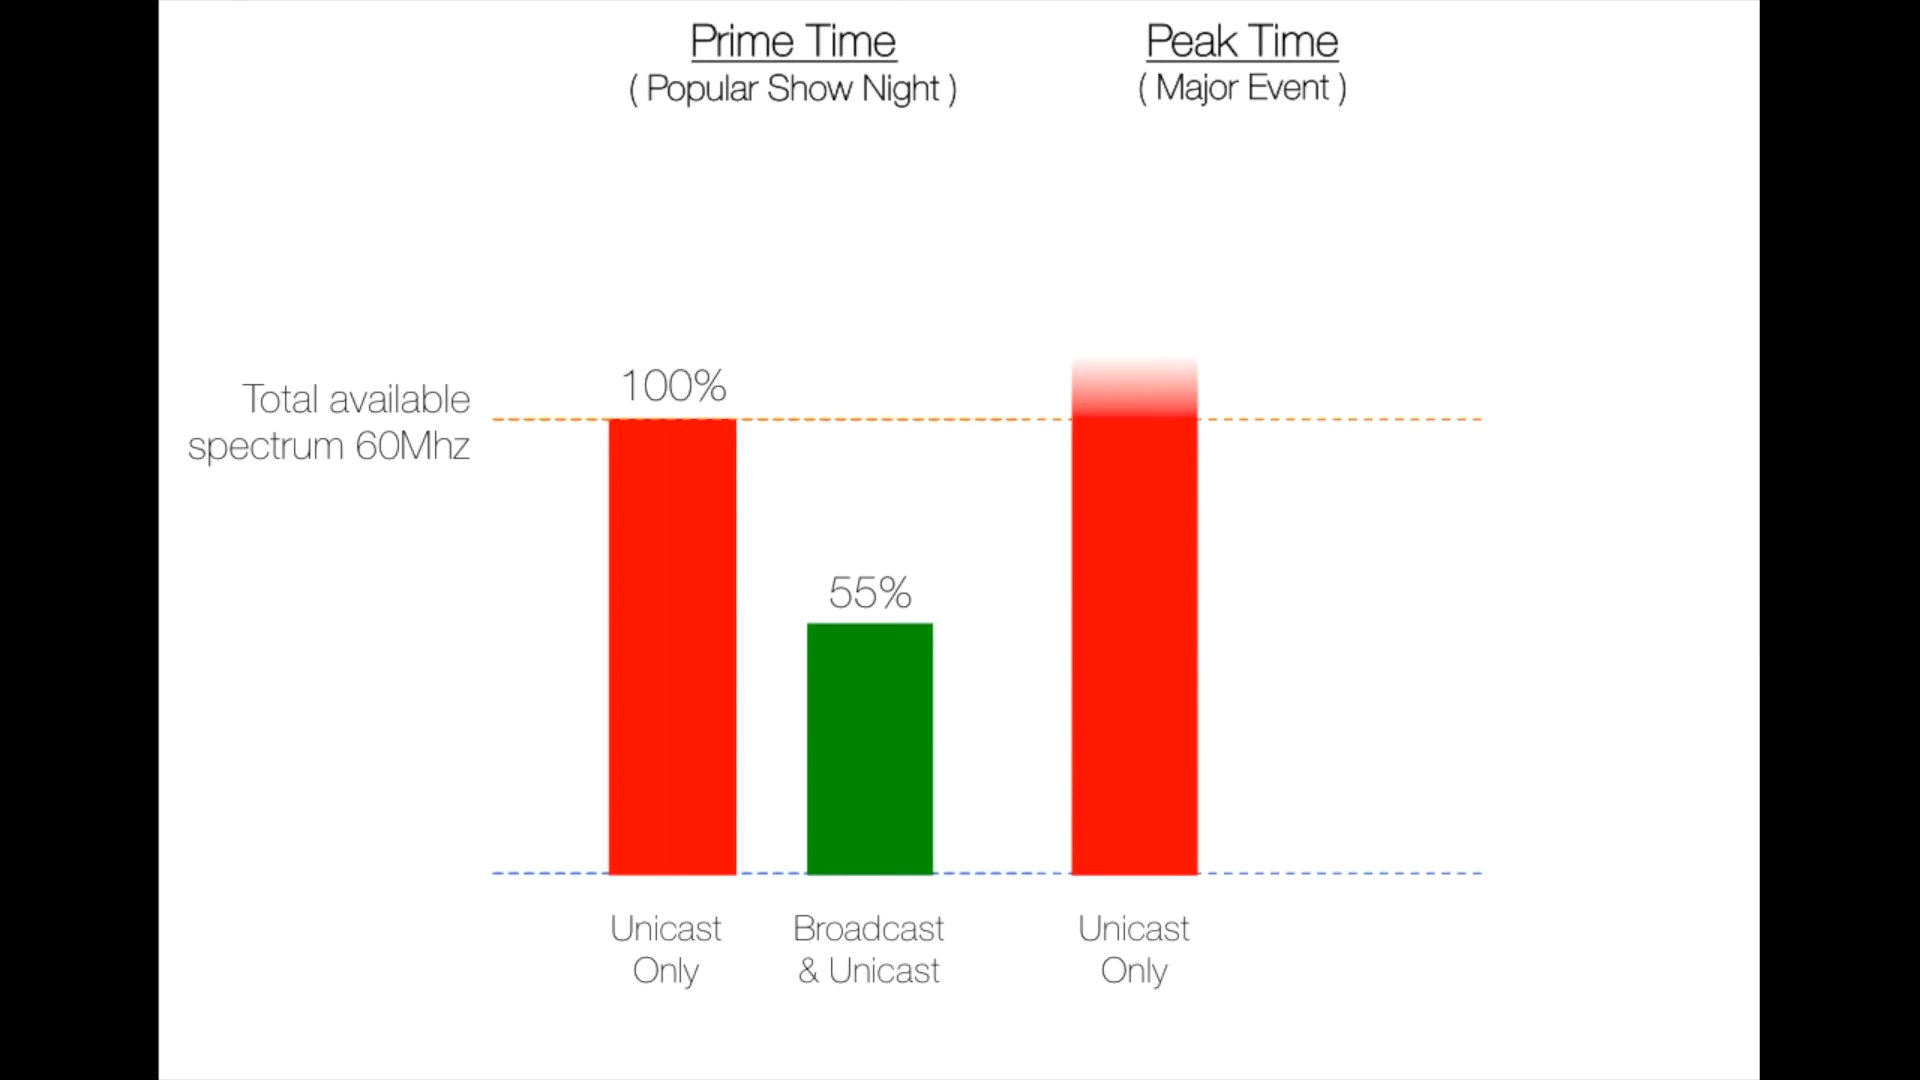 Prime Time
( Popular Show Night )
Peak Time
( Major Event )
Total available
spectrum 60Mhz
100%
55%
Unicast
Only
Broadcast
& Unicast
Unicast
Only